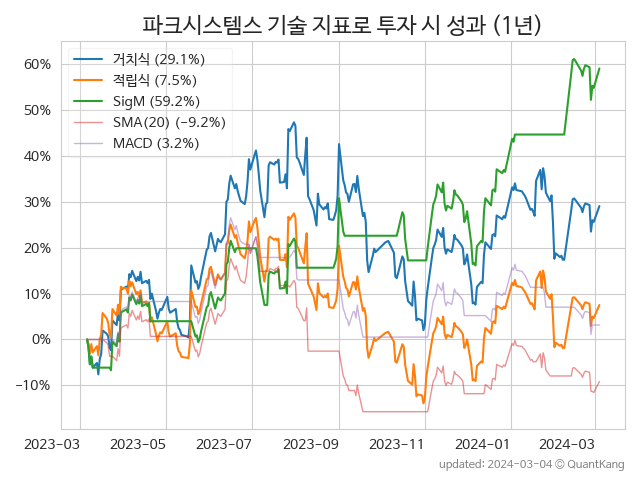 파크시스템스 기술 지표로 투자 시 성과 (1년)
거치식 (29.1%)
적립식 (7.5%)
SigM (59.2%)
SMA(20) (-9.2%)
MACD (3.2%)
60%
50%
40%
30%
20%
10%
0%
-10%
2023-03 2023-05 2023-07 2023-09 2023-11 2024-01 2024-03
updated: 2024-03-04 © QuantKang